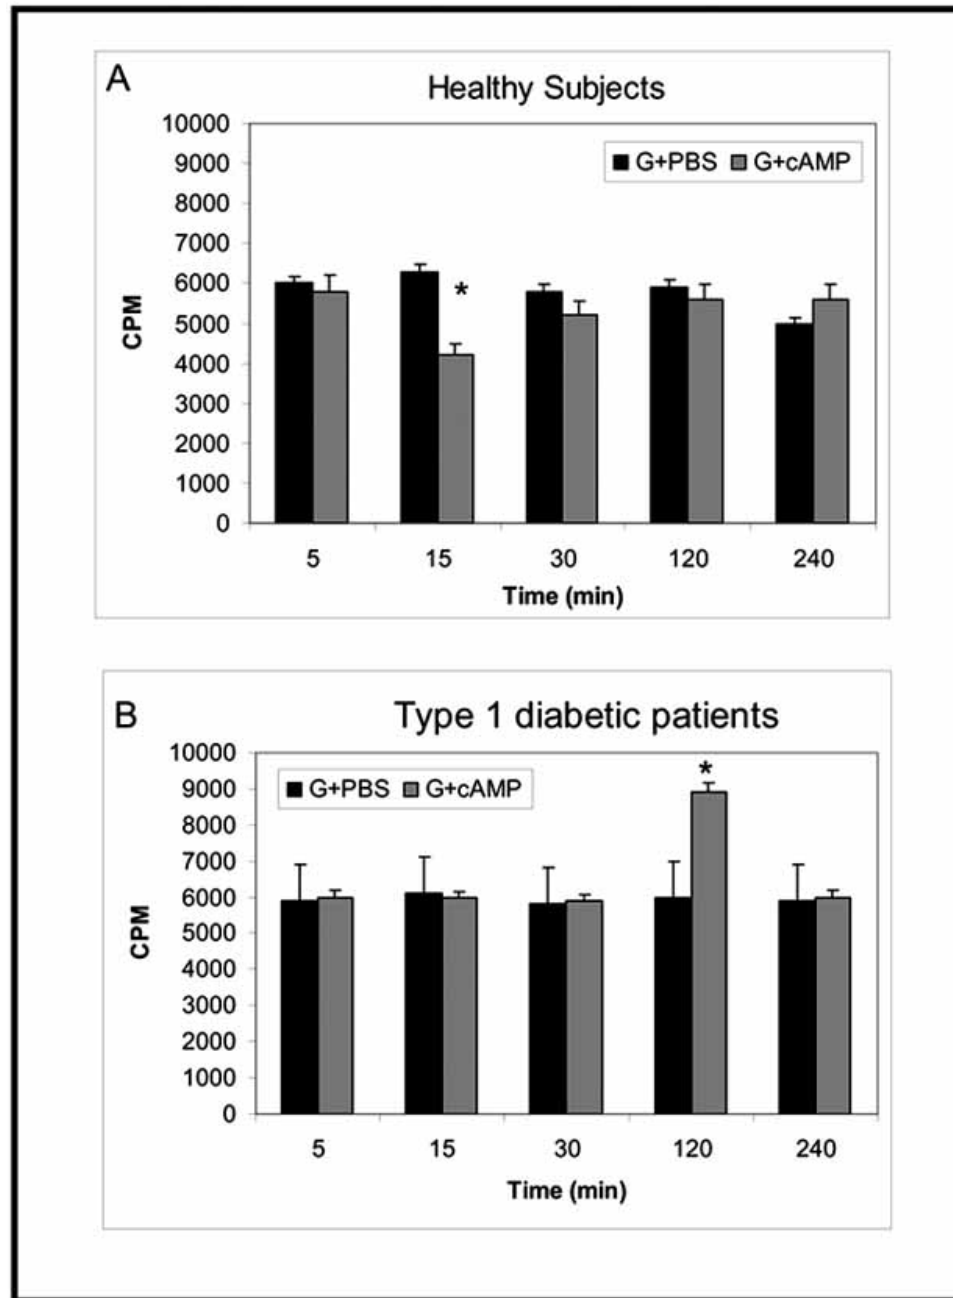 A
Healthy Subjects
10000
9000
8000
7000
6000
5000
4000
3000
2000
1000
0
CPM
G+PBS G+cAMP
*
5 15 30 120 240
Time (min)
B
Type 1 diabetic patients
10000
9000
8000
7000
6000
5000
4000
3000
2000
1000
0
CPM
G+PBS G+cAMP
*
5 15 30 120 240
Time (min)